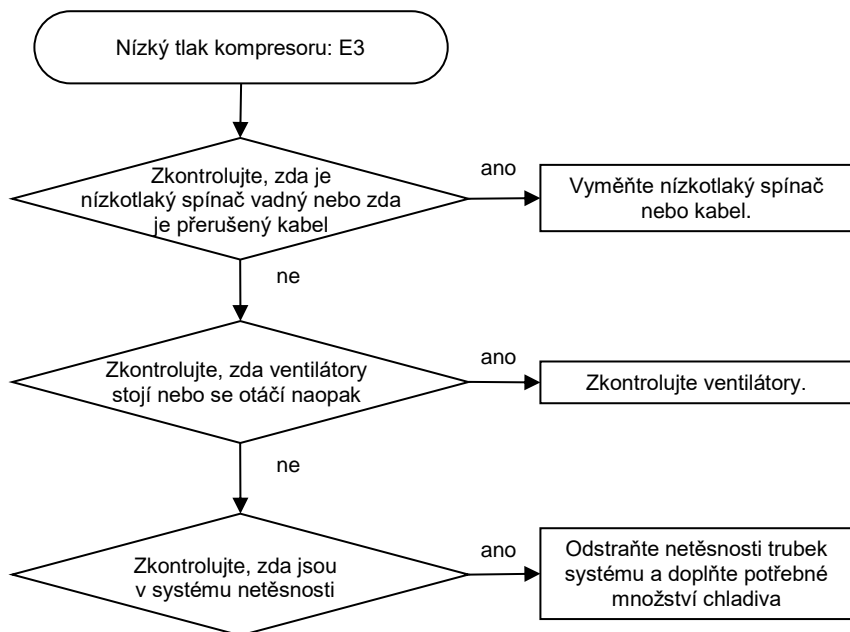 Nízký tlak kompresoru: E3
Zkontrolujte, zda je
nízkotlaký spínač vadný nebo zda
je přerušený kabel
ano
Vyměňte nízkotlaký spínač
nebo kabel.
ne
Zkontrolujte, zda ventilátory
stojí nebo se otáčí naopak
ano
Zkontrolujte ventilátory.
ne
Zkontrolujte, zda jsou
v systému netěsnosti
ano
Odstraňte netěsnosti trubek
systému a doplňte potřebné
množství chladiva